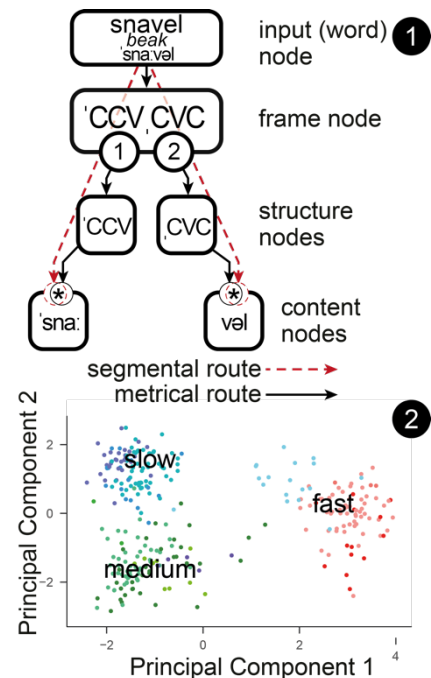 snavel
beak
ˈsnaːvəl
input (word)
node
1
ˈCCVˌCVC
frame node
1 2
ˈCCV ˌCVC
structure
nodes
* *
ˈsnaː vəl
content
nodes
segmental route
metrical route
2
Principal Component 2
2
0
−2
slow
fast
medium
−2 0 2 4
Principal Component 1